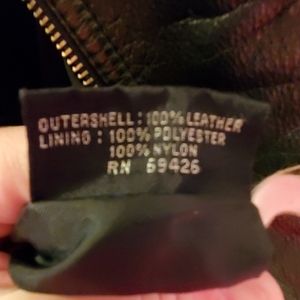 OUTERSHELL : 100% LEATHER
LINING : 100% POLYESTER
100% NYLON
RN 69426